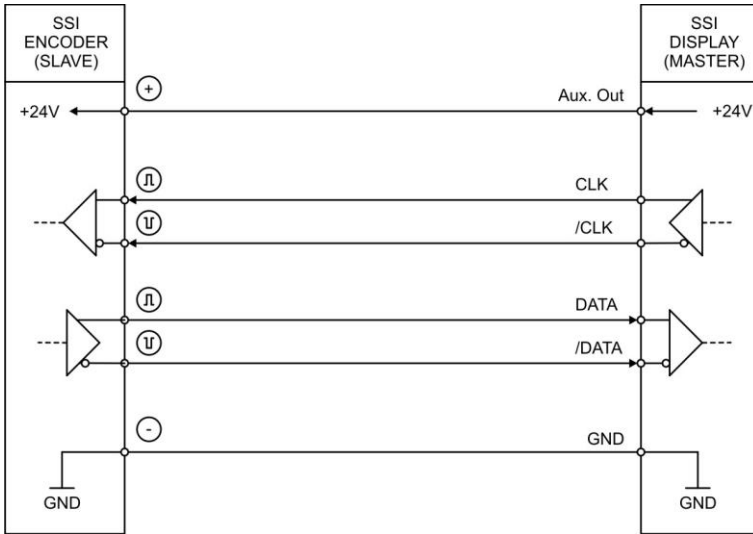 SSI
ENCODER
(SLAVE)
SSI
DISPLAY
(MASTER)
+
Aux. Out
+24V
+24V
CLK
/CLK
DATA
/DATA
-
GND
GND
GND